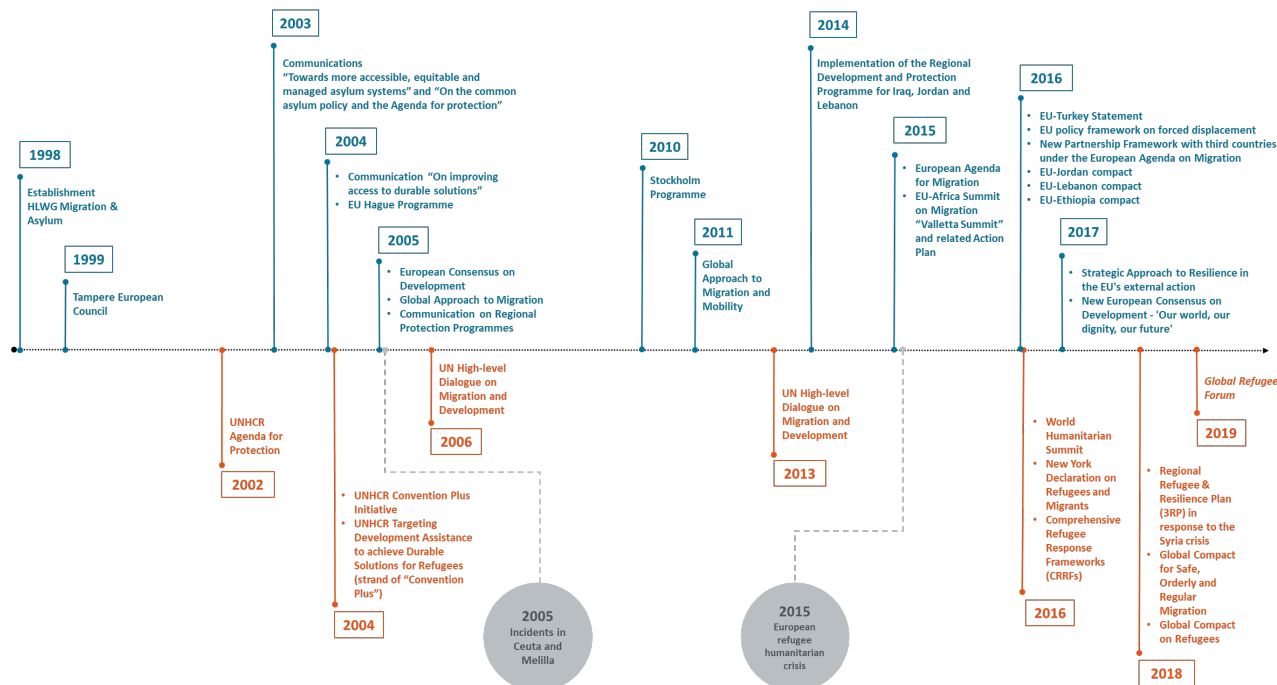 2003
Communications
“Towards more accessible, equitable and
managed asylum systems” and “On the common
asylum policy and the Agenda for protection”
2014
Implementation of the Regional
Development and Protection
Programme for Iraq, Jordan and
Lebanon
2016
• EU-Turkey Statement
• EU policy framework on forced displacement
• New Partnership Framework with third countries
under the European Agenda on Migration
• EU-Jordan compact
• EU-Lebanon compact
• EU-Ethiopia compact
1998
Establishment
HLWG Migration &
Asylum
2004
• Communication “On improving
access to durable solutions”
• EU Hague Programme
2010
Stockholm
Programme
2015
• European Agenda
for Migration
• EU-Africa Summit
on Migration
“Valletta Summit”
and related Action
Plan
1999
Tampere European
Council
2005
• European Consensus on
Development
• Global Approach to Migration
• Communication on Regional
Protection Programmes
2011
Global
Approach to
Migration and
Mobility
2017
• Strategic Approach to Resilience in
the EU's external action
• New European Consensus on
Development - 'Our world, our
dignity, our future'
UNHCR
Agenda for
Protection
2002
• UNHCR Convention Plus
Initiative
• UNHCR Targeting
Development Assistance
to achieve Durable
Solutions for Refugees
(strand of “Convention
Plus”)
2004
UN High-level
Dialogue on
Migration and
Development
2006
2005
Incidents in
Ceuta and
Melilla
UN High-level
Dialogue on
Migration and
Development
2013
2015
European
refugee
humanitarian
crisis
• World
Humanitarian
Summit
• New York
Declaration on
Refugees and
Migrants
• Comprehensive
Refugee
Response
Frameworks
(CRRFs)
2016
• Regional
Refugee &
Resilience Plan
(3RP) in
response to the
Syria crisis
• Global Compact
for Safe,
Orderly and
Regular
Migration
• Global Compact
on Refugees
2018
Global Refugee
Forum
2019